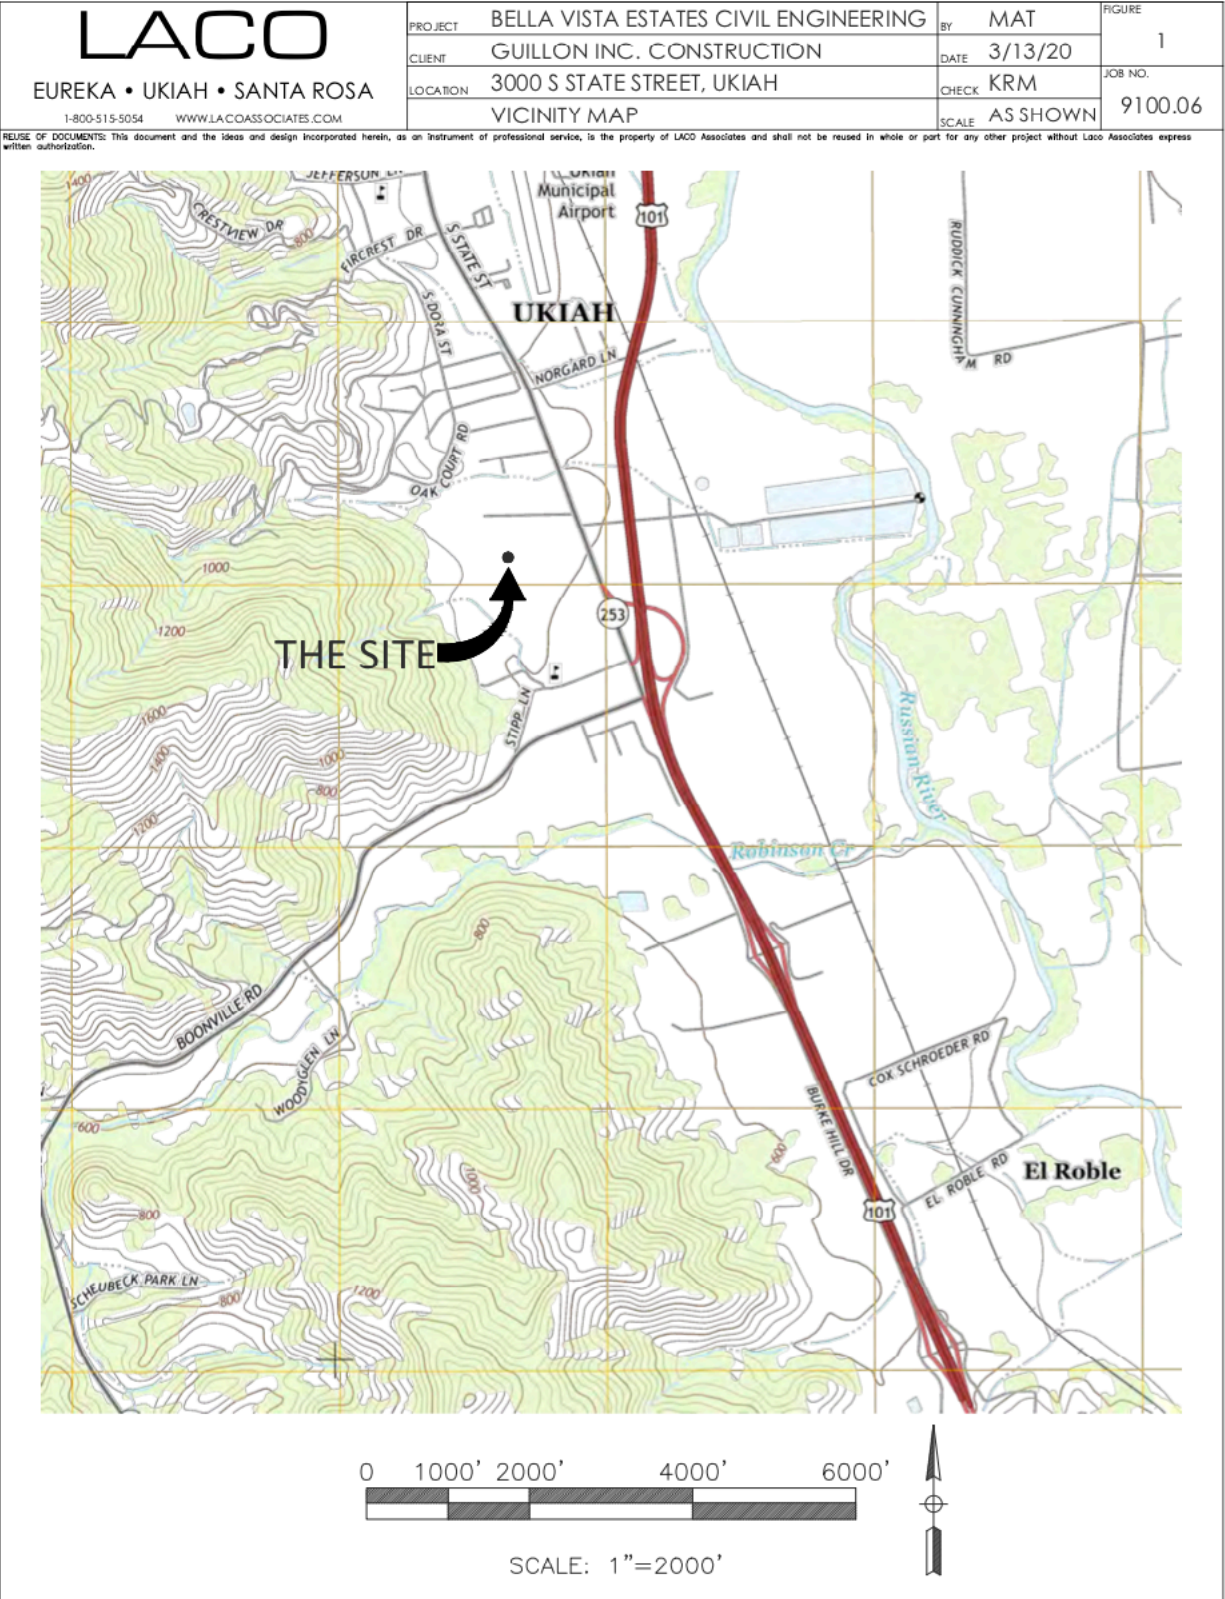 LACO
EUREKA • UKIAH • SANTA ROSA
1-800-515-5054 WWW.LACOASSOCIATES.COM
PROJECT BELLA VISTA ESTATES CIVIL ENGINEERING
CLIENT GUILLON INC. CONSTRUCTION
LOCATION 3000 S STATE STREET, UKIAH
VICINITY MAP
BY MAT
DATE 3/13/20
CHECK KRM
SCALE AS SHOWN
FIGURE
1
JOB NO.
9100.06
REUSE OF DOCUMENTS: This document and the ideas and design incorporated herein, as an instrument of professional service, is the property of LACO Associates and shall not be reused in whole or part for any other project without Laco Associates express
written authorization.
JEFFERSON LN
Ukiah
Municipal
Airport
101
1400
CRESTVIEW DR
800
FIRCREST DR
S STATE ST
RUDDICK CUNNINGHAM RD
UKIAH
S DORA ST
NORGARD LN
OAK COURT RD
1000
1200
253
THE SITE
STIPP LN
1600
1400
1000
800
1200
Russian River
Robinson Cr
800
BOONVILLE RD
WOODYGLEN LN
COX SCHROEDER RD
BURKE HILL DR
N
600
600
1000
EL ROBLE RD
El Roble
101
800
SCHEUBECK PARK LN
800
1200
0 1000' 2000' 4000' 6000'
SCALE: 1"=2000'